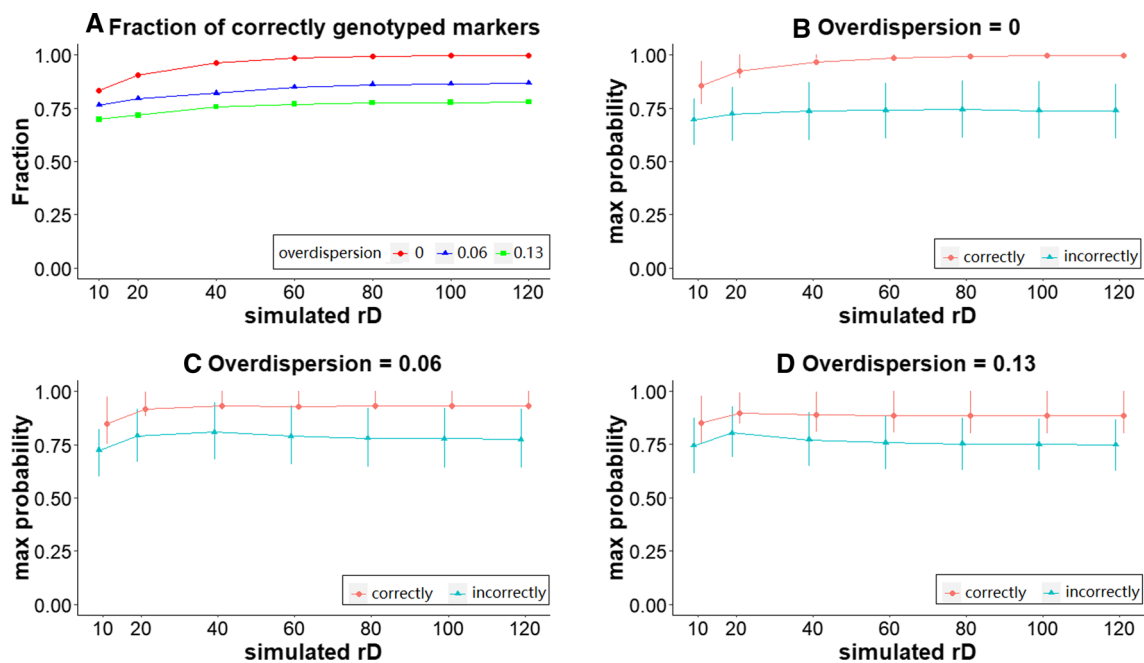 A Fraction of correctly genotyped markers
Fraction
1.00
0.75
0.50
0.25
0.00
overdispersion 0 0.06 0.13
10 20 40 60 80 100 120
simulated rD
B Overdispersion = 0
max probability
1.00
0.75
0.50
0.25
0.00
correctly incorrectly
10 20 40 60 80 100 120
simulated rD
C Overdispersion = 0.06
max probability
1.00
0.75
0.50
0.25
0.00
correctly incorrectly
10 20 40 60 80 100 120
simulated rD
D Overdispersion = 0.13
max probability
1.00
0.75
0.50
0.25
0.00
correctly incorrectly
10 20 40 60 80 100 120
simulated rD